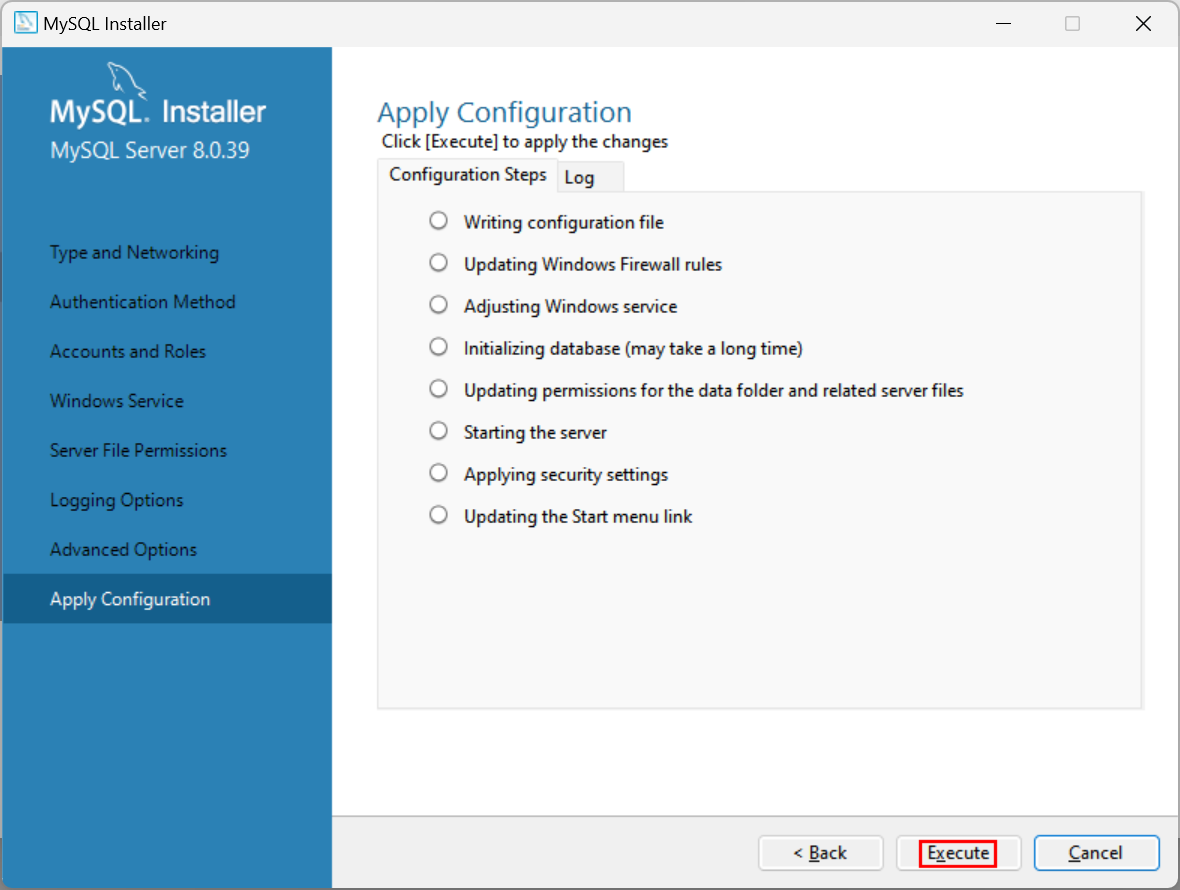 MySQL Installer
MySQL. Installer
MySQL Server 8.0.39
Type and Networking
Authentication Method
Accounts and Roles
Windows Service
Server File Permissions
Logging Options
Advanced Options
Apply Configuration
Apply Configuration
Click [Execute] to apply the changes
Configuration Steps Log
Writing configuration file
Updating Windows Firewall rules
Adjusting Windows service
Initializing database (may take a long time)
Updating permissions for the data folder and related server files
Starting the server
Applying security settings
Updating the Start menu link
< Back Execute Cancel